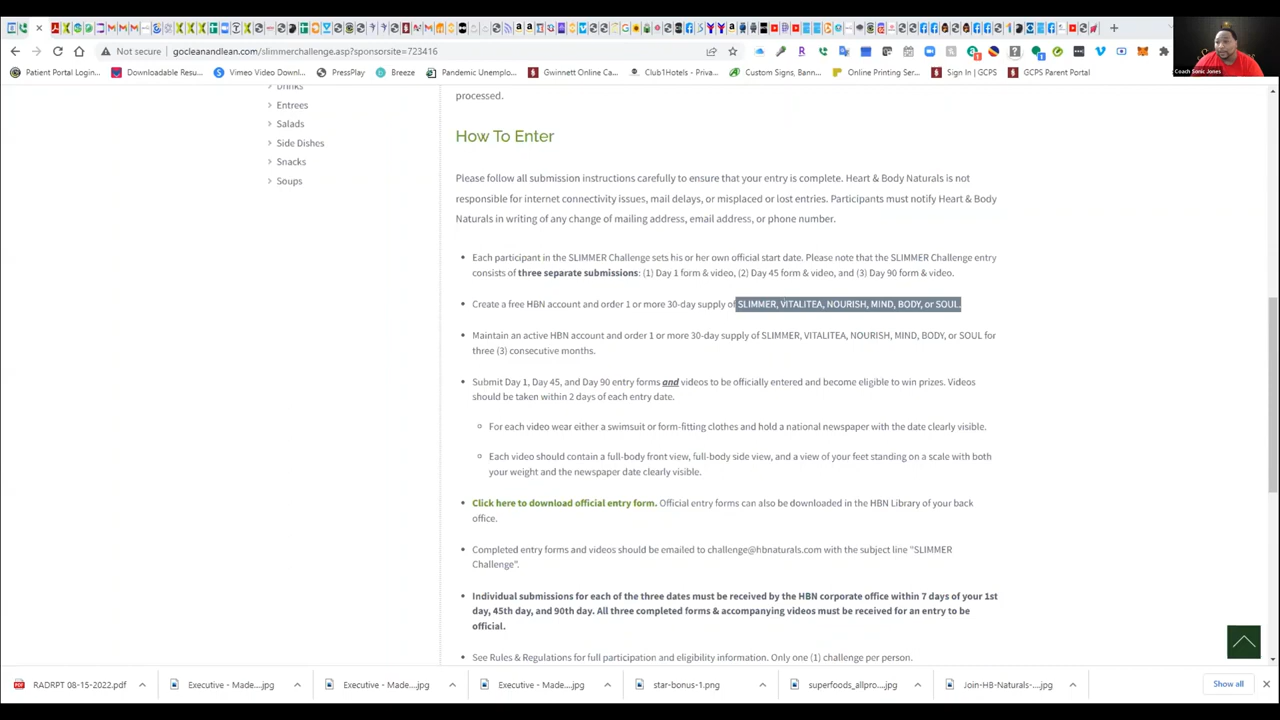 Not secure
gocleanandlean.com/slimmerchallenge.asp?sponsorsite=723416
Patient Portal Login...
Downloadable Resu...
Vimeo Video Downl...
PressPlay
Breeze
Pandemic Unemplo...
Gwinnett Online Ca...
Club1Hotels - Priva...
Custom Signs, Bann...
Online Printing Serv...
Sign In | GCPS
GCPS Parent Portal
Coach Sonic Jones
Drinks
Entrees
Salads
Side Dishes
Snacks
Soups
processed.
How To Enter
Please follow all submission instructions carefully to ensure that your entry is complete. Heart & Body Naturals is not
responsible for internet connectivity issues, mail delays, or misplaced or lost entries. Participants must notify Heart & Body
Naturals in writing of any change of mailing address, email address, or phone number.
Each participant in the SLIMMER Challenge sets his or her own official start date. Please note that the SLIMMER Challenge entry
consists of three separate submissions: (1) Day 1 form & video, (2) Day 45 form & video, and (3) Day 90 form & video.
Create a free HBN account and order 1 or more 30-day supply of SLIMMER, VITALITEA, NOURISH, MIND, BODY, or SOUL.
Maintain an active HBN account and order 1 or more 30-day supply of SLIMMER, VITALITEA, NOURISH, MIND, BODY, or SOUL for
three (3) consecutive months.
Submit Day 1, Day 45, and Day 90 entry forms and videos to be officially entered and become eligible to win prizes. Videos
should be taken within 2 days of each entry date.
For each video wear either a swimsuit or form-fitting clothes and hold a national newspaper with the date clearly visible.
Each video should contain a full-body front view, full-body side view, and a view of your feet standing on a scale with both
your weight and the newspaper date clearly visible.
Click here to download official entry form. Official entry forms can also be downloaded in the HBN Library of your back
office.
Completed entry forms and videos should be emailed to challenge@hbnaturals.com with the subject line "SLIMMER
Challenge".
Individual submissions for each of the three dates must be received by the HBN corporate office within 7 days of your 1st
day, 45th day, and 90th day. All three completed forms & accompanying videos must be received for an entry to be
official.
See Rules & Regulations for full participation and eligibility information. Only one (1) challenge per person.
RADRPT 08-15-2022.pdf
Executive - Made....jpg
Executive - Made....jpg
Executive - Made....jpg
star-bonus-1.png
superfoods_allpro....jpg
Join-HB-Naturals-....jpg
Show all